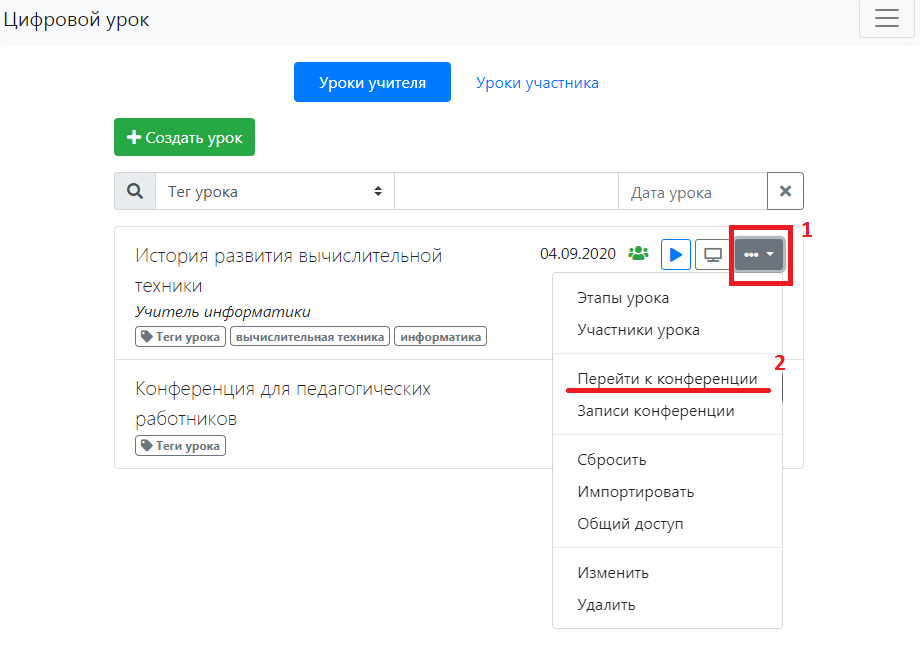 Цифровой урок
Уроки учителя
Уроки участника
Создать урок
Тег урока
Дата урока
1
История развития вычислительной
техники
04.09.2020
Учитель информатики
Теги урока
вычислительная техника
информатика
Конференция для педагогических
работников
Теги урока
Этапы урока
Участники урока
2
Перейти к конференции
Записи конференции
Сбросить
Импортировать
Общий доступ
Изменить
Удалить